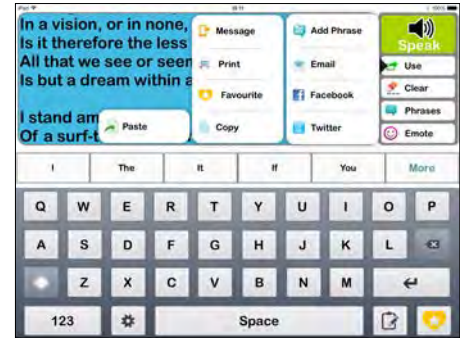 In a vision, or in none,
Is it therefore the less
All that we see or seen
Is but a dream within a
I stand am
Of a surf-t
Paste
Message
Print
Favourite
Copy
Add Phrase
Email
Facebook
Twitter
Speak
Use
Clear
Phrases
Emote
I The It If You More
Q W E R T Y U I O P
A S D F G H J K L
Z X C V B N M
123 Space